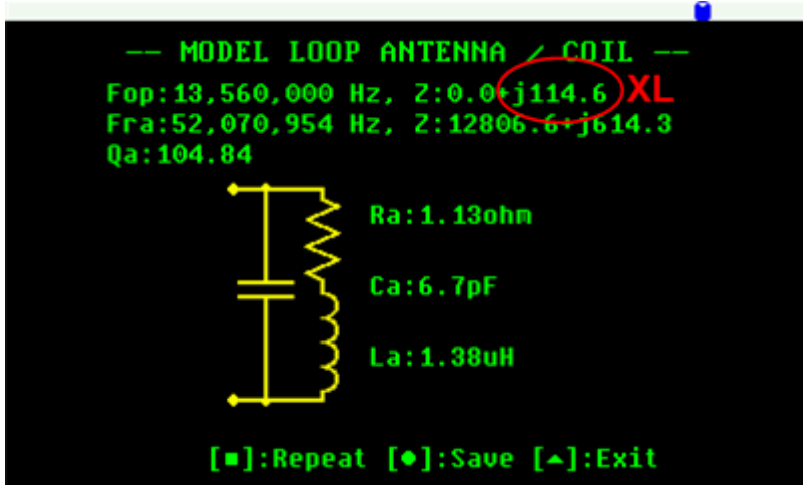 -- MODEL LOOP ANTENNA / COIL --
Fop:13,560,000 Hz, Z:0.0+j114.6 XL
Fra:52,070,954 Hz, Z:12806.6+j614.3
Qa:104.84
Ra:1.13ohm
Ca:6.7pF
La:1.38uH
[■]:Repeat [●]:Save [▲]:Exit